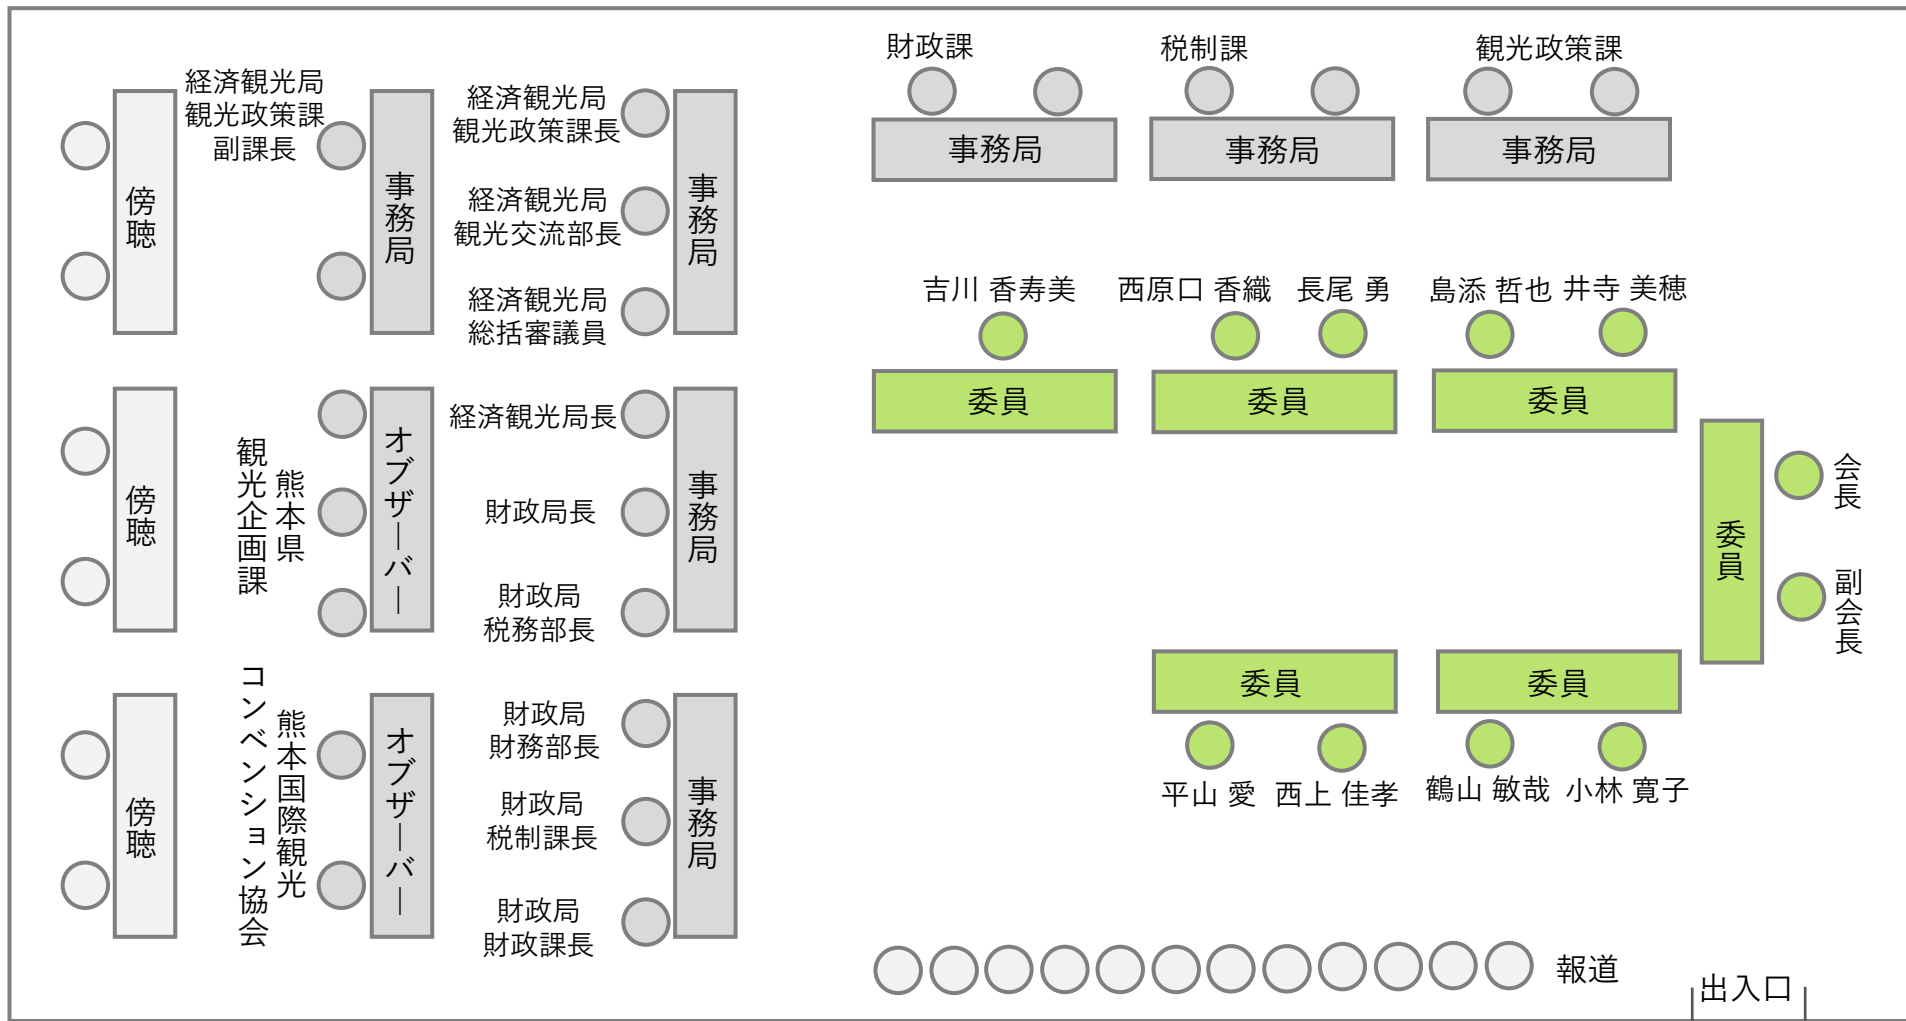 財政課
税制課
観光政策課
事務局
事務局
事務局
経済観光局
観光政策課
副課長
経済観光局
観光政策課長
経済観光局
観光交流部長
経済観光局
総括審議員
傍聴
事務局
事務局
吉川 香寿美
西原口 香織
長尾 勇
島添 哲也
井寺 美穂
委員
委員
委員
経済観光局長
財政局長
財政局
税務部長
傍聴
熊本県
観光企画課
オブザーバー
事務局
委員
会長
副会長
委員
委員
平山 愛
西上 佳孝
鶴山 敏哉
小林 寛子
財政局
財務部長
財政局
税制課長
財政局
財政課長
傍聴
熊本国際観光
コンベンション協会
オブザーバー
事務局
報道
出入口